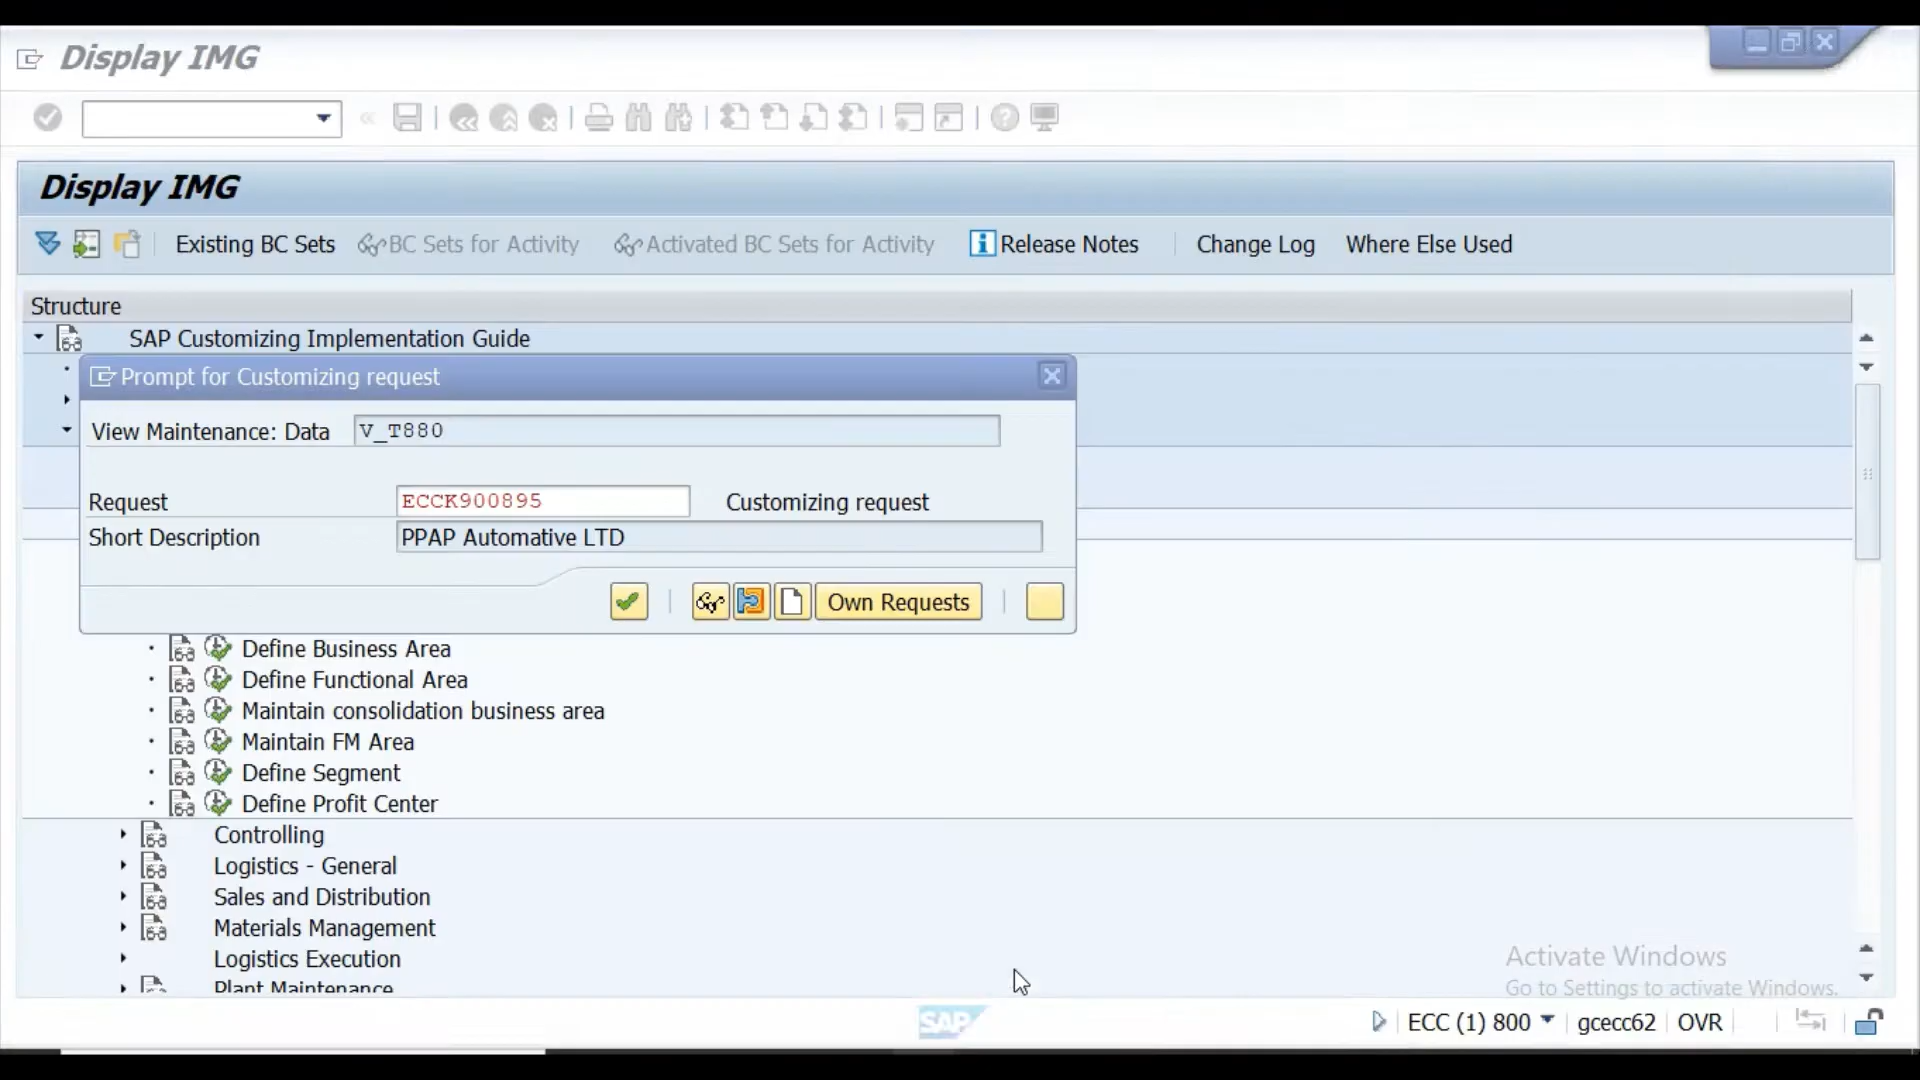 Display IMG
Display IMG
Existing BC Sets BC Sets for Activity Activated BC Sets for Activity Release Notes Change Log Where Else Used
Structure
SAP Customizing Implementation Guide
Prompt for Customizing request
View Maintenance: Data V_T880
Request ECCK900895 Customizing request
Short Description PPAP Automative LTD
Own Requests
Define Business Area
Define Functional Area
Maintain consolidation business area
Maintain FM Area
Define Segment
Define Profit Center
Controlling
Logistics - General
Sales and Distribution
Materials Management
Logistics Execution
Plant Maintenance
Activate Windows
Go to Settings to activate Windows.
SAP
ECC (1) 800 gcecc62 OVR